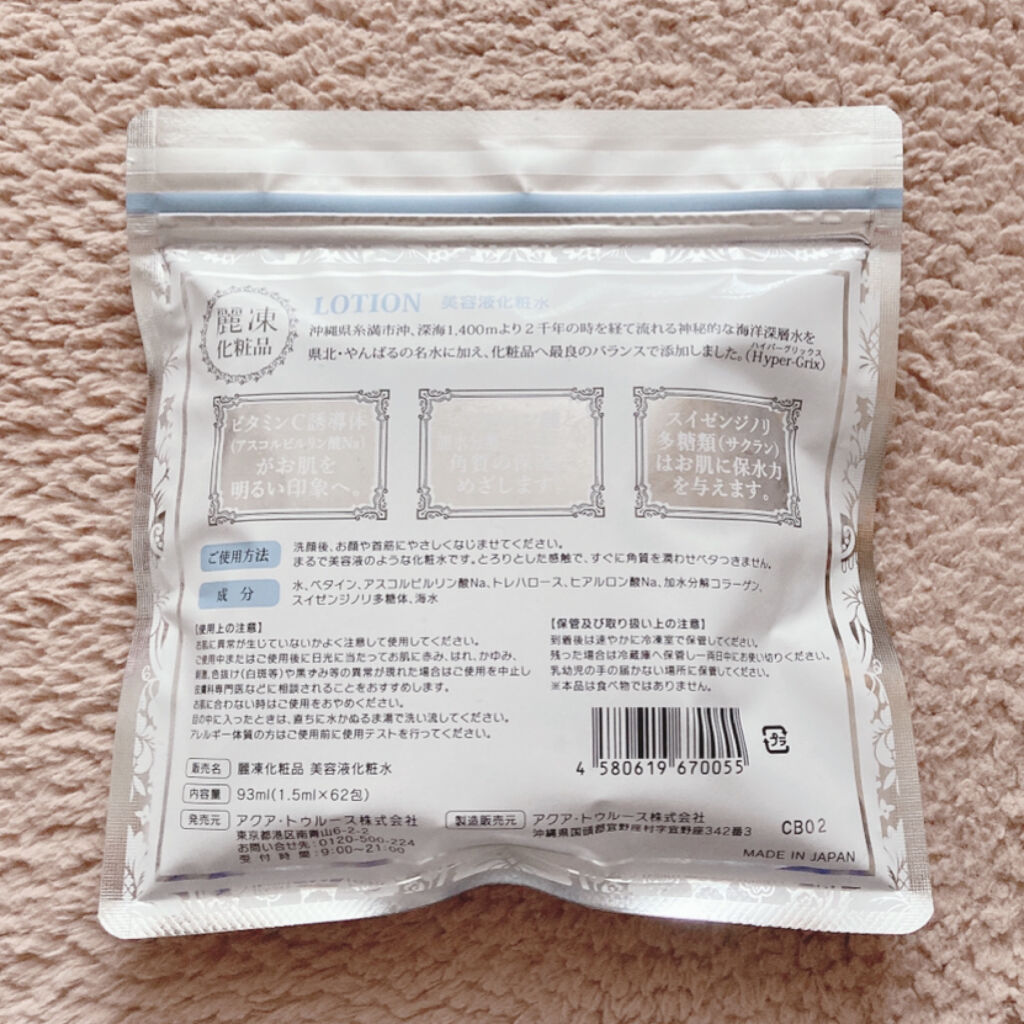 麗凍
化粧品
LOTION 美容液化粧水
沖縄県糸満市沖、深海1,400mより2千年の時を経て流れる神秘的な海洋深層水を
県北・やんばるの名水に加え、化粧品へ最良のバランスで添加しました。(Hyper-Grix)
ハイパーグリックス
ビタミンC誘導体
(アスコルビルリン酸Na)
がお肌を
明るい印象へ。
角質の保
めざします
スイゼンジノリ
多糖類(サクラン)
はお肌に保水力
を与えます。
ご使用方法
洗顔後、お顔や首筋にやさしくなじませてください。
まるで美容液のような化粧水です。とろりとした感触で、すぐに角質を潤わせベタつきません。
成分
水、ベタイン、アスコルビルリン酸Na、トレハロース、ヒアルロン酸Na、加水分解コラーゲン、
スイゼンジノリ多糖体、海水
【使用上の注意】
お肌に異常が生じていないかよく注意して使用してください。
ご使用中またはご使用後に日光に当たってお肌に赤み、はれ、かゆみ、
刺激、色抜け(白斑等)や黒ずみ等の異常が現れた場合はご使用を中止し
皮膚科専門医などに相談されることをおすすめします。
お肌に合わない時はご使用をおやめください。
目の中に入ったときは、直ちに水かぬるま湯で洗い流してください。
アレルギー体質の方はご使用前に使用テストを行ってください。
【保管及び取り扱い上の注意】
到着後は速やかに冷凍室で保管してください。
残った場合は冷蔵庫へ保管し一両日中にお使い切りください。
乳幼児の手の届かない場所に保管してください。
※本品は食べ物ではありません。
4 580619 670055
プラ
販売名 麗凍化粧品 美容液化粧水
内容量 93ml(1.5ml×62包)
発売元 アクア・トゥルース株式会社
東京都港区南青山6-2-2
お問い合せ先:0120-506-224
受付時間:9:00~21:00
製造販売元 アクア・トゥルース株式会社
沖縄県国頭郡宜野座村字宜野座342番3
CB02
MADE IN JAPAN